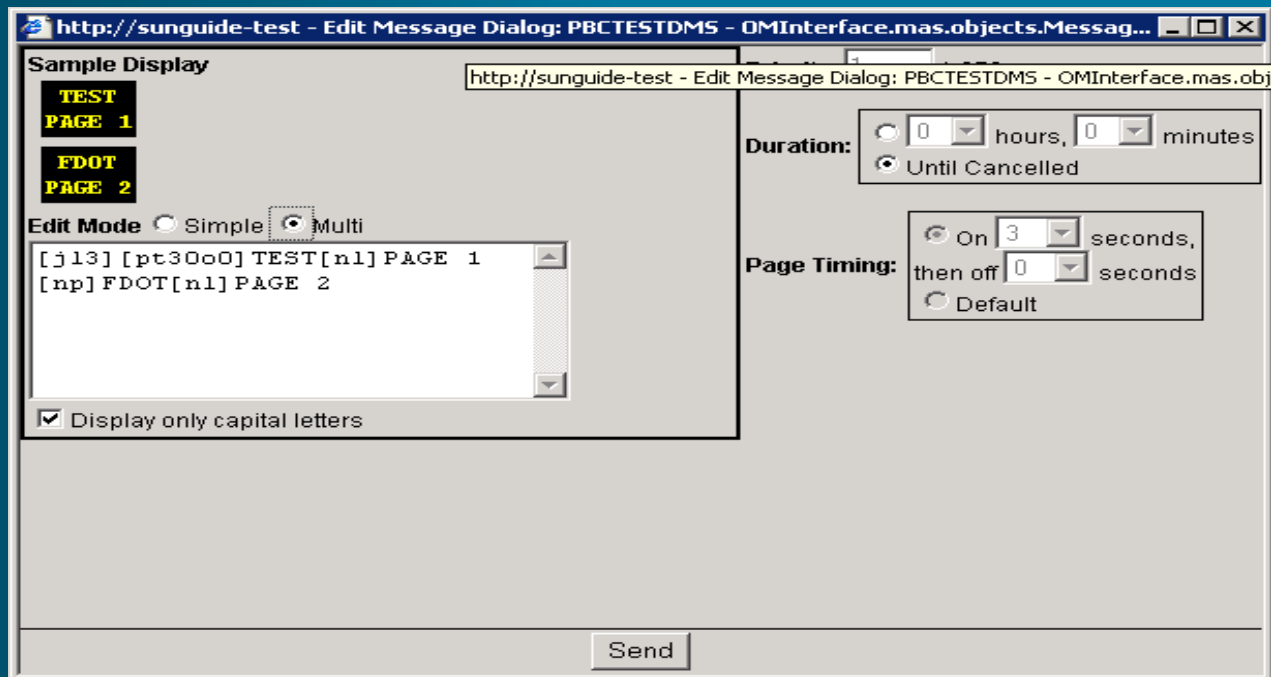 http://sunguide-test - Edit Message Dialog: PBCTESTDMS - OMInterface.mas.objects.Messag...
http://sunguide-test - Edit Message Dialog: PBCTESTDMS - OMInterface.mas.obj
Sample Display
TEST
PAGE 1
FDOT
PAGE 2
Edit Mode Simple Multi
[jl3][pt30o0]TEST[nl]PAGE 1
[np]FDOT[nl]PAGE 2
Display only capital letters
Duration: 0 hours, 0 minutes
Until Cancelled
Page Timing: On 3 seconds,
then off 0 seconds
Default
Send